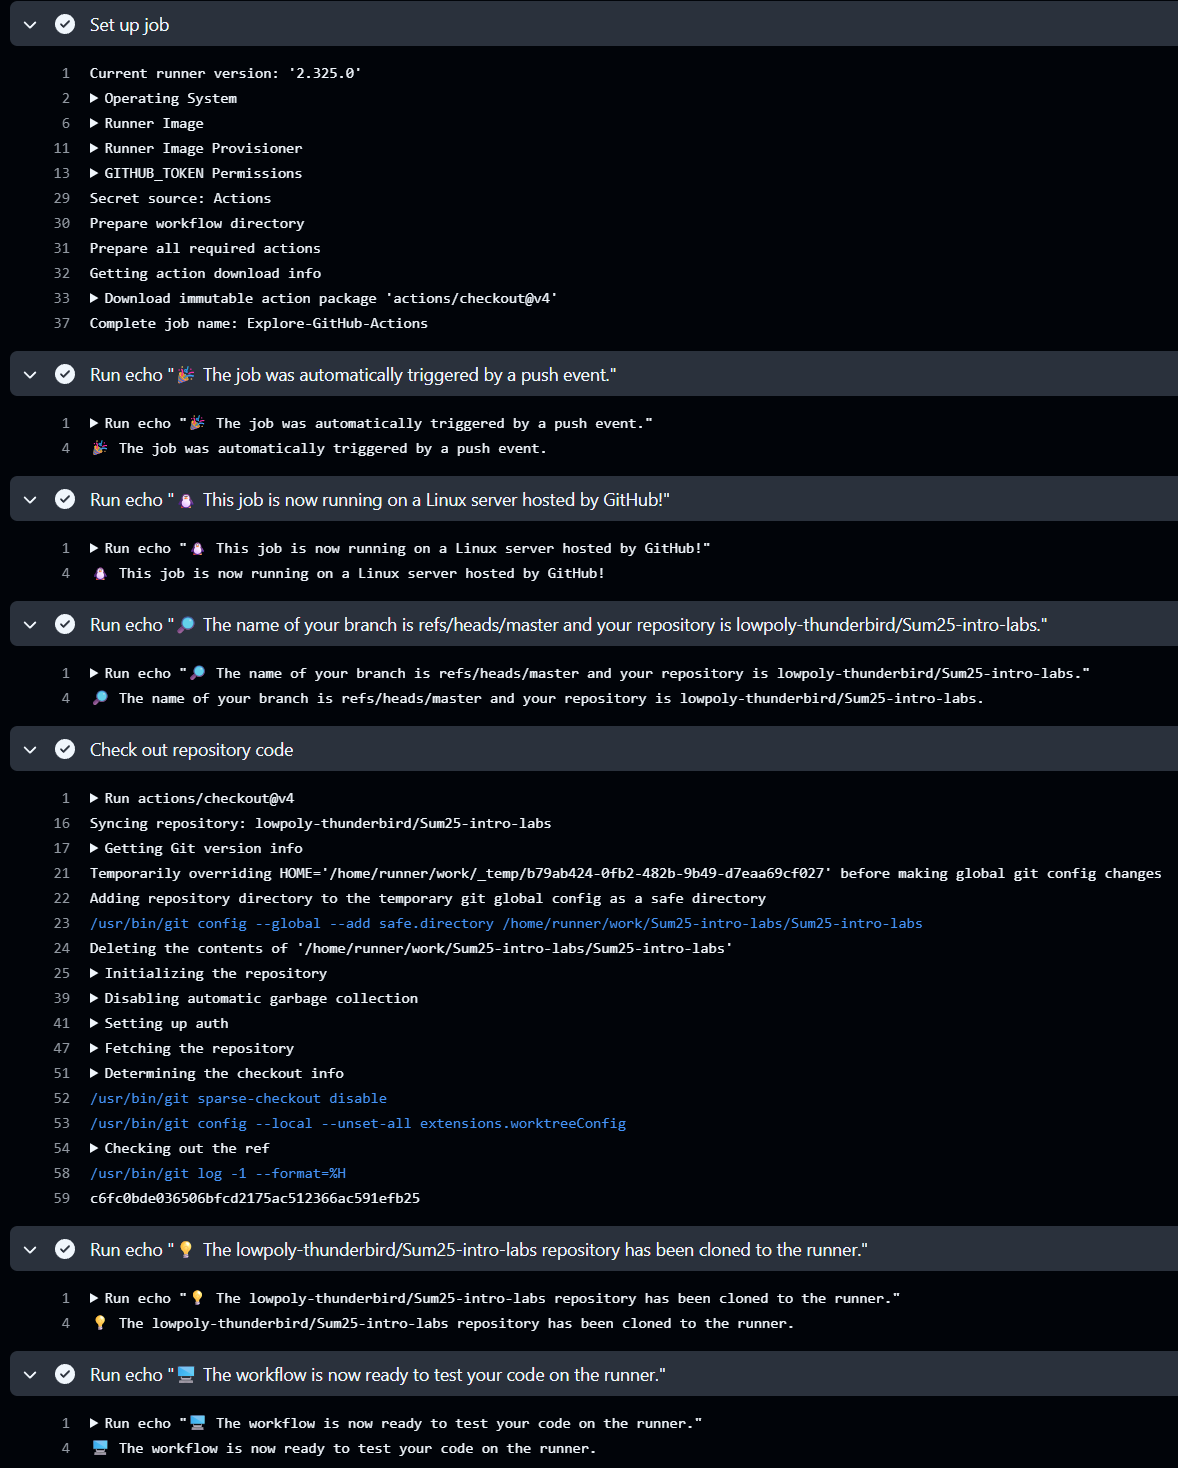 Set up job
1 Current runner version: '2.325.0'
2 ▶ Operating System
6 ▶ Runner Image
11 ▶ Runner Image Provisioner
13 ▶ GITHUB_TOKEN Permissions
29 Secret source: Actions
30 Prepare workflow directory
31 Prepare all required actions
32 Getting action download info
33 ▶ Download immutable action package 'actions/checkout@v4'
37 Complete job name: Explore-GitHub-Actions
Run echo "🎉 The job was automatically triggered by a push event."
1 ▶ Run echo "🎉 The job was automatically triggered by a push event."
4 🎉 The job was automatically triggered by a push event.
Run echo "🐧 This job is now running on a Linux server hosted by GitHub!"
1 ▶ Run echo "🐧 This job is now running on a Linux server hosted by GitHub!"
4 🐧 This job is now running on a Linux server hosted by GitHub!
Run echo "🔎 The name of your branch is refs/heads/master and your repository is lowpoly-thunderbird/Sum25-intro-labs."
1 ▶ Run echo "🔎 The name of your branch is refs/heads/master and your repository is lowpoly-thunderbird/Sum25-intro-labs."
4 🔎 The name of your branch is refs/heads/master and your repository is lowpoly-thunderbird/Sum25-intro-labs.
Check out repository code
1 ▶ Run actions/checkout@v4
16 Syncing repository: lowpoly-thunderbird/Sum25-intro-labs
17 ▶ Getting Git version info
21 Temporarily overriding HOME='/home/runner/work/_temp/b79ab424-0fb2-482b-9b49-d7eaa69cf027' before making global git config changes
22 Adding repository directory to the temporary git global config as a safe directory
23 /usr/bin/git config --global --add safe.directory /home/runner/work/Sum25-intro-labs/Sum25-intro-labs
24 Deleting the contents of '/home/runner/work/Sum25-intro-labs/Sum25-intro-labs'
25 ▶ Initializing the repository
39 ▶ Disabling automatic garbage collection
41 ▶ Setting up auth
47 ▶ Fetching the repository
51 ▶ Determining the checkout info
52 /usr/bin/git sparse-checkout disable
53 /usr/bin/git config --local --unset-all extensions.worktreeConfig
54 ▶ Checking out the ref
58 /usr/bin/git log -1 --format=%H
59 c6fc0bde036506bfcd2175ac512366ac591efb25
Run echo "💡 The lowpoly-thunderbird/Sum25-intro-labs repository has been cloned to the runner."
1 ▶ Run echo "💡 The lowpoly-thunderbird/Sum25-intro-labs repository has been cloned to the runner."
4 💡 The lowpoly-thunderbird/Sum25-intro-labs repository has been cloned to the runner.
Run echo "🖥️ The workflow is now ready to test your code on the runner."
1 ▶ Run echo "🖥️ The workflow is now ready to test your code on the runner."
4 🖥️ The workflow is now ready to test your code on the runner.